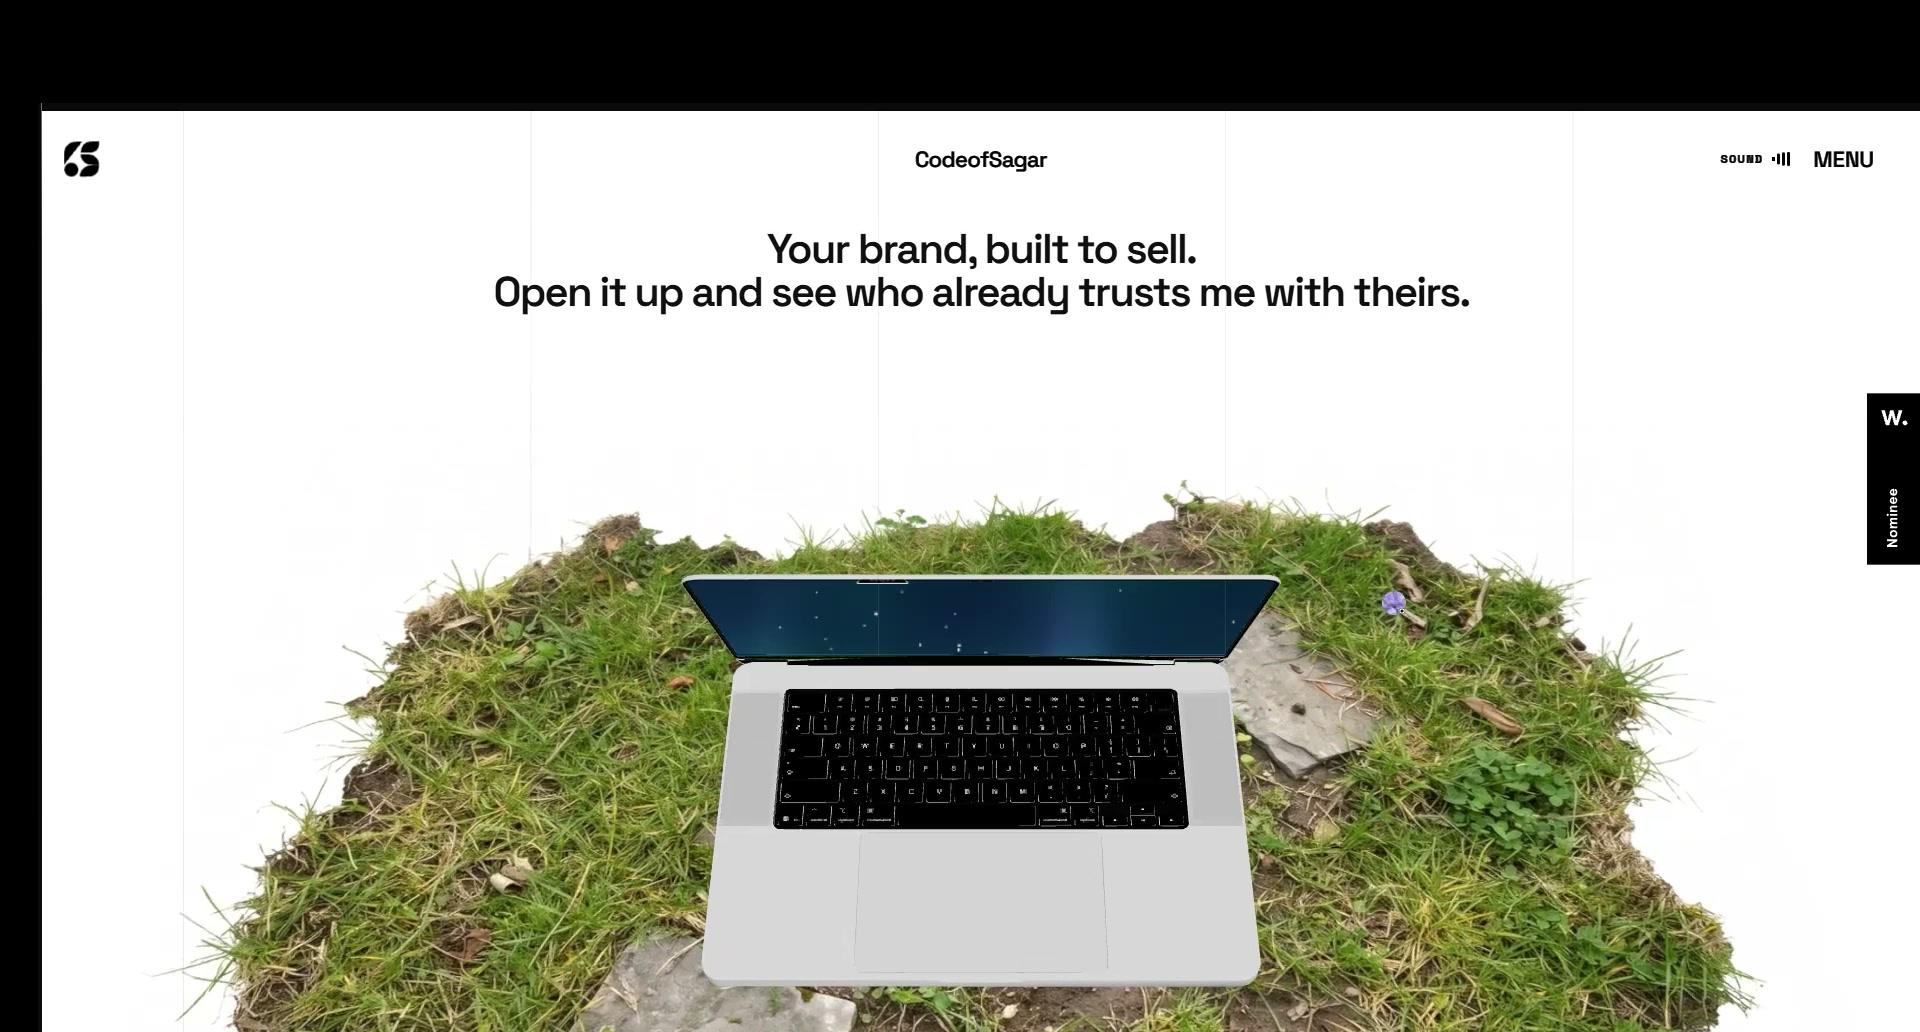 CodeofSagar
SOUND
MENU
Your brand, built to sell.
Open it up and see who already trusts me with theirs.
W.
Nominee
Q W E R T Y U I O P
A S D F G H J K L
Z X C V B N M